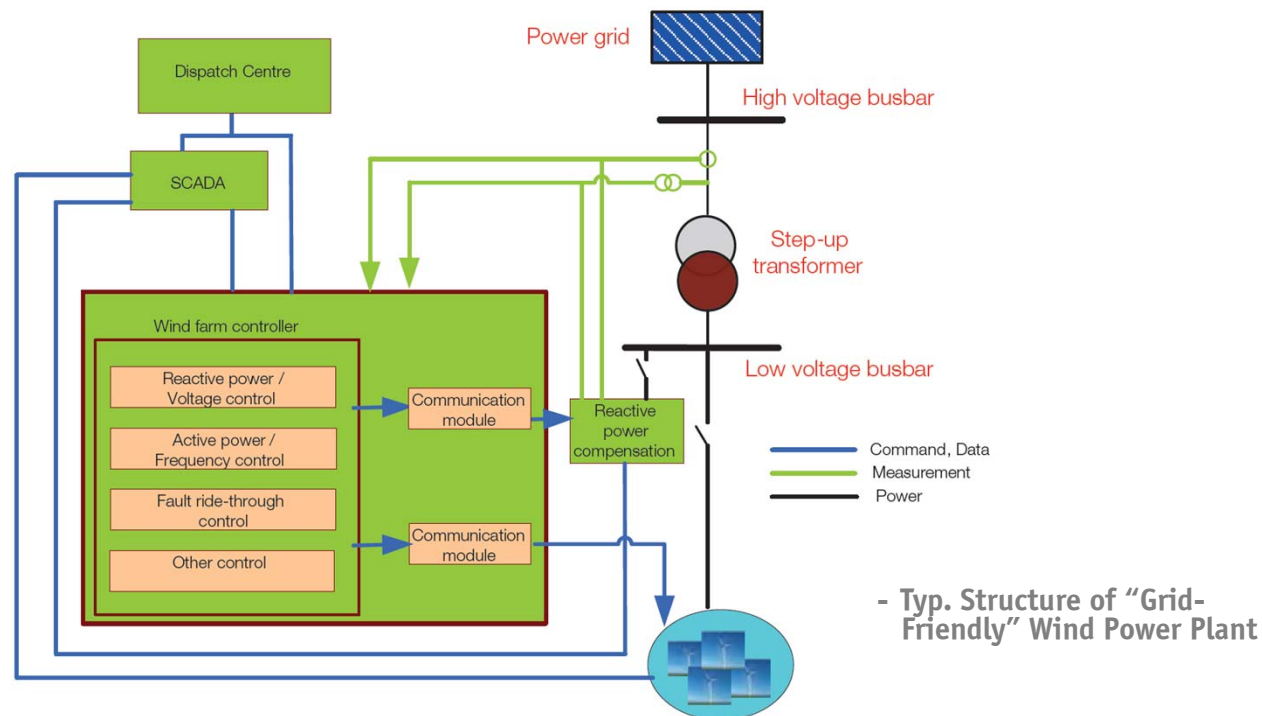 Power grid
Dispatch Centre
High voltage busbar
SCADA
Step-up
transformer
Wind farm controller
Low voltage busbar
Reactive power /
Voltage control
Communication
module
Reactive
power
compensation
Active power /
Frequency control
Command, Data
Measurement
Power
Fault ride-through
control
Communication
module
Other control
- Typ. Structure of “Grid-
Friendly” Wind Power Plant